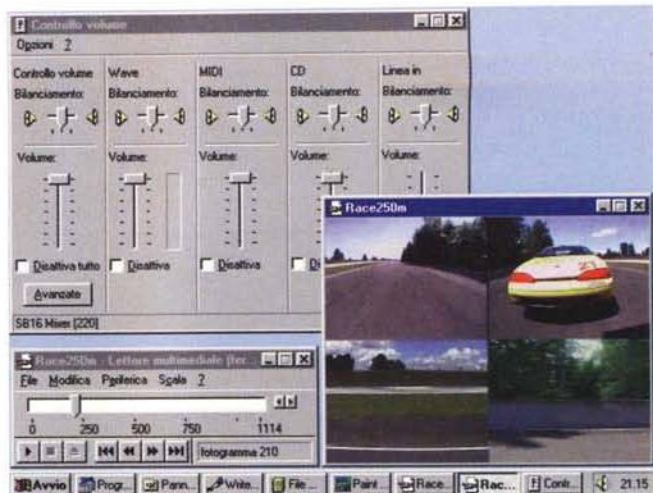 Controllo volume
Opzioni ?
Controllo volume
Bilanciamento:
Volume:
Disattiva tutto
Avanzate
Wave
Bilanciamento:
Volume:
Disattiva
MIDI
Bilanciamento:
Volume:
Disattiva
CD
Bilanciamento:
Volume:
Linea in
Bilanciamento:
Volume:
SB16 Mixer [220]
Race250m
21
Race250m - Lettore multimediale (fer...
File Modifica Periferica Scala ?
0 250 500 750 1114
fotogramma 210
Avvio Progr... Pann... Write... File ... Paint ... Race... Rac... Contr... 21.15